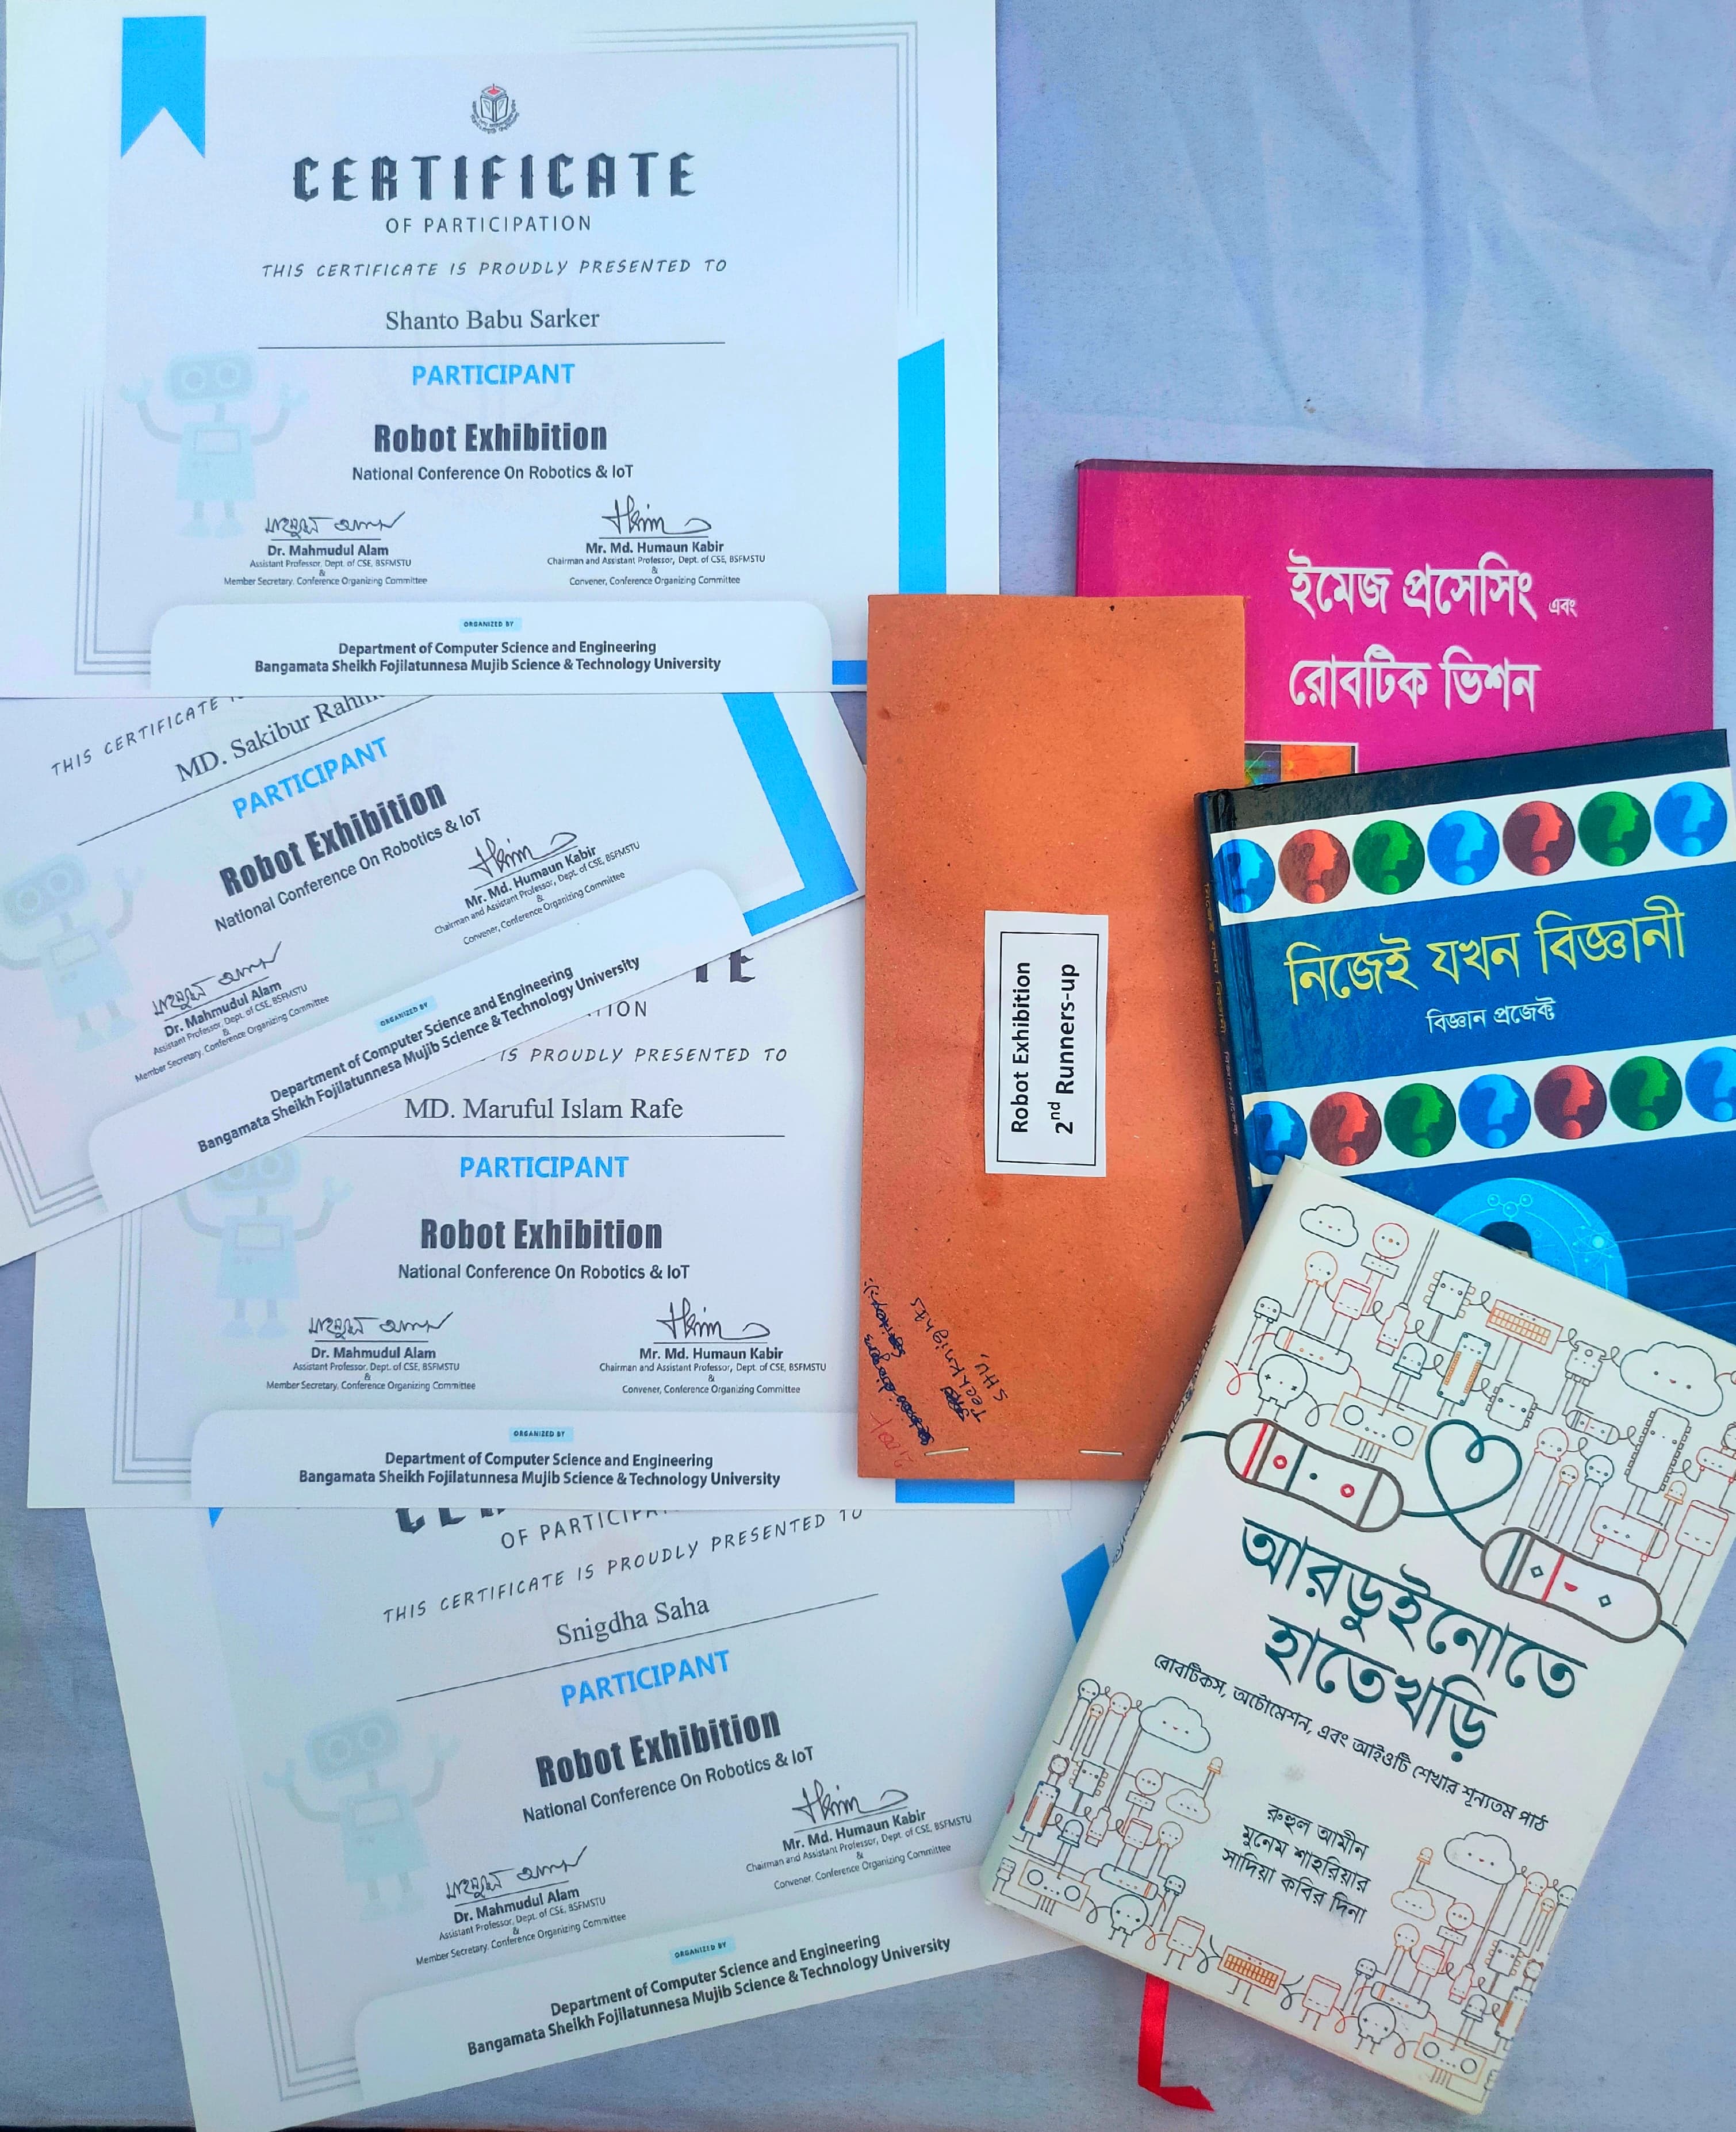 CERTIFICATE
OF PARTICIPATION
THIS CERTIFICATE IS PROUDLY PRESENTED TO
Shanto Babu Sarker
PARTICIPANT
Robot Exhibition
National Conference On Robotics & IoT
Dr. Mahmudul Alam
Assistant Professor, Dept. of CSE, BSFMSTU
&
Member Secretary, Conference Organizing Committee
Mr. Md. Humaun Kabir
Chairman and Assistant Professor, Dept. of CSE, BSFMSTU
&
Convener, Conference Organizing Committee
ORGANIZED BY
Department of Computer Science and Engineering
Bangamata Sheikh Fojilatunnesa Mujib Science & Technology University
THIS CERTIFICATE
MD. Sakibur
PARTICIPANT
Robot Exhibition
National Conference On Robotics & IoT
Dr. Mahmudul Alam
Assistant Professor, Dept. of CSE, BSFMSTU
&
Member Secretary, Conference Organizing Committee
Mr. Md. Humaun Kabir
Chairman and Assistant Professor, Dept. of CSE, BSFMSTU
&
Convener, Conference Organizing Committee
ORGANIZED BY
Department of Computer Science and Engineering
Bangamata Sheikh Fojilatunnesa Mujib Science & Technology University
IS PROUDLY PRESENTED TO
MD. Maruful Islam Rafe
PARTICIPANT
Robot Exhibition
National Conference On Robotics & IoT
Dr. Mahmudul Alam
Assistant Professor, Dept. of CSE, BSFMSTU
&
Member Secretary, Conference Organizing Committee
Mr. Md. Humaun Kabir
Chairman and Assistant Professor, Dept. of CSE, BSFMSTU
&
Convener, Conference Organizing Committee
ORGANIZED BY
Department of Computer Science and Engineering
Bangamata Sheikh Fojilatunnesa Mujib Science & Technology University
OF
THIS CERTIFICATE IS PROUDLY PRESENTED TO
Snigdha Saha
PARTICIPANT
Robot Exhibition
National Conference On Robotics & IoT
Dr. Mahmudul Alam
Assistant Professor, Dept. of CSE, BSFMSTU
&
Member Secretary, Conference Organizing Committee
Mr. Md. Humaun Kabir
Chairman and Assistant Professor, Dept. of CSE, BSFMSTU
&
Convener, Conference Organizing Committee
ORGANIZED BY
Department of Computer Science and Engineering
Bangamata Sheikh Fojilatunnesa Mujib Science & Technology University
Robot Exhibition
2nd Runners-up
Techknights
SHU,
ইমেজ প্রসেসিং এবং
রোবটিক ভিশন
নিজেই যখন বিজ্ঞানী
বিজ্ঞান প্রজেক্ট
আরডুইনোতে
হাতেখড়ি
রোবটিকস, অটোমেশন, এবং আইওটি শেখার শূন্যতম পাঠ
রুহুল আমীন
মুনেম শাহরিয়ার
সাদিয়া কবির দিনা